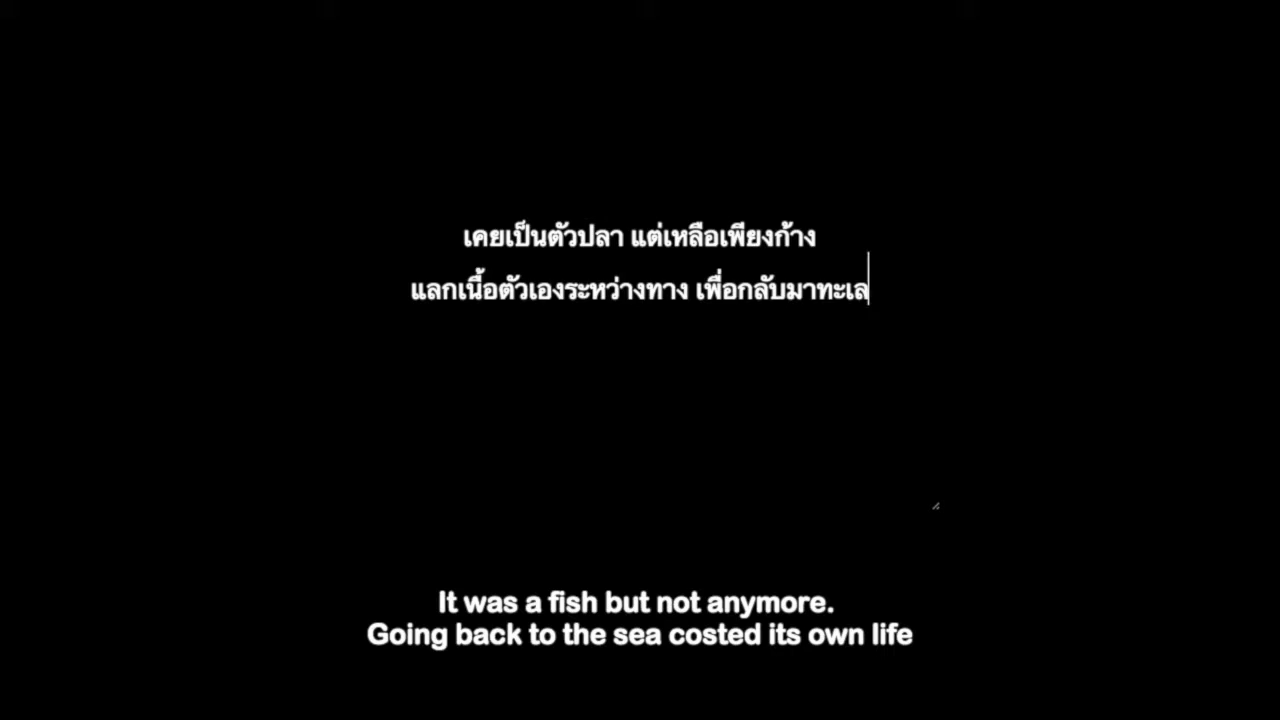 เคยเป็นตัวปลา แต่เหลือเพียงก้าง
แลกเนื้อตัวเองระหว่างทาง เพื่อกลับมาทะเล
It was a fish but not anymore.
Going back to the sea costed its own life